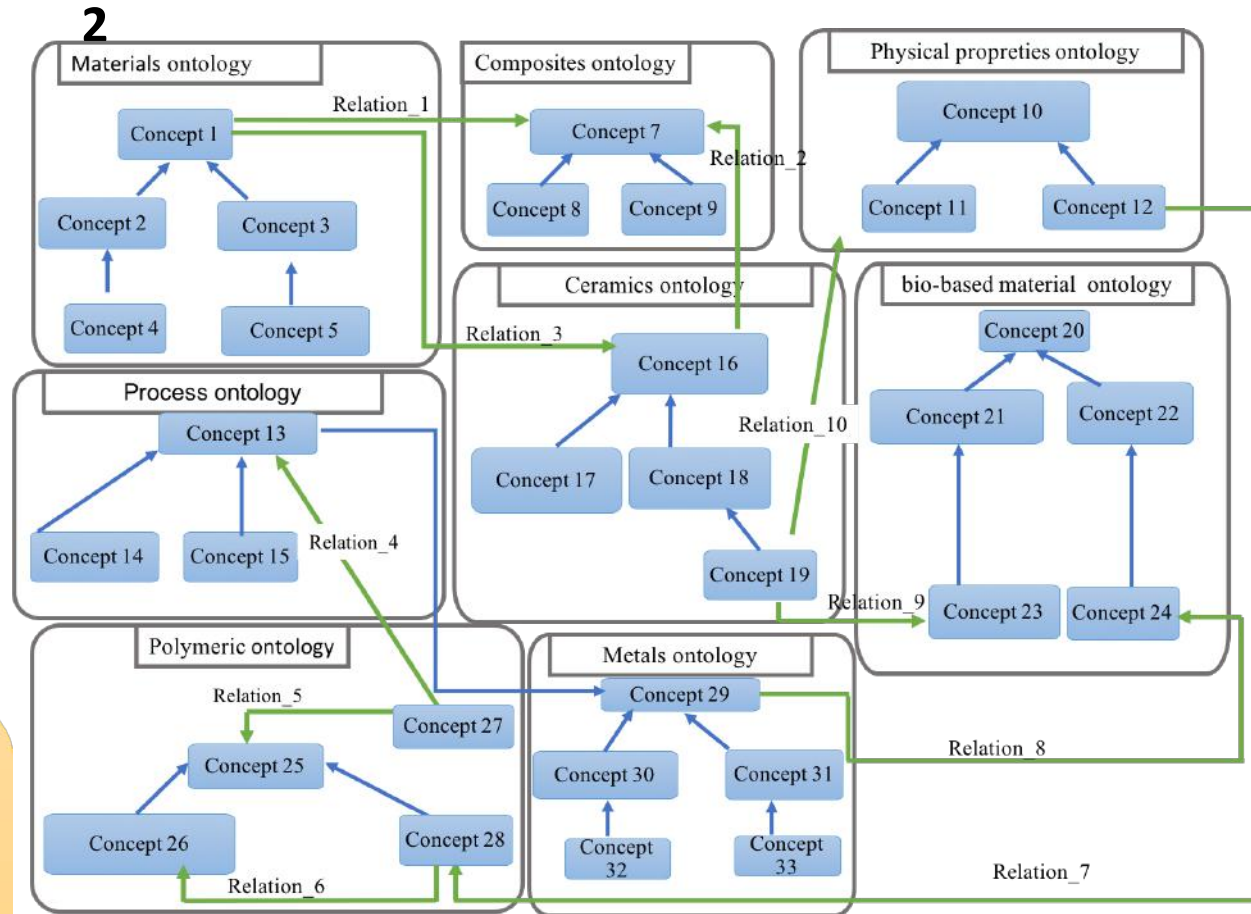 2
Materials ontology
Composites ontology
Physical propreties ontology
Relation_1
Concept 1
Concept 7
Relation_2
Concept 10
Concept 2
Concept 3
Concept 8
Concept 9
Concept 11
Concept 12
Concept 4
Concept 5
Relation_3
Ceramics ontology
Concept 16
bio-based material ontology
Concept 20
Process ontology
Concept 13
Relation_10
Concept 21
Concept 22
Concept 17
Concept 18
Concept 14
Concept 15
Relation_4
Concept 19
Relation_9
Concept 23
Concept 24
Polymeric ontology
Metals ontology
Relation_5
Concept 27
Concept 29
Concept 25
Relation_8
Concept 30
Concept 31
Concept 26
Concept 28
Concept
32
Concept
33
Relation_6
Relation_7